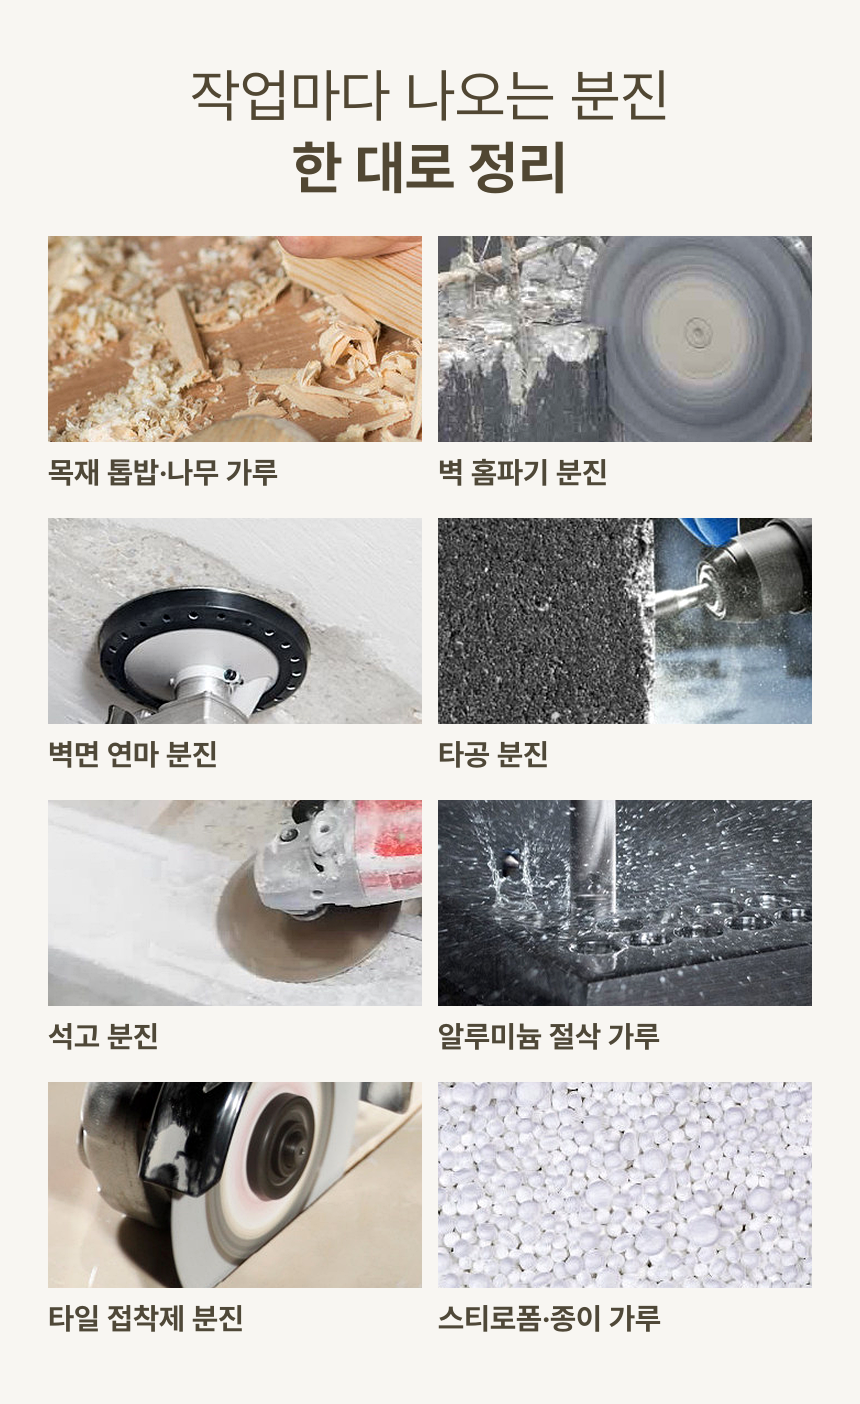 작업마다 나오는 분진
한 대로 정리
목재 톱밥·나무 가루
벽 홈파기 분진
벽면 연마 분진
타공 분진
석고 분진
알루미늄 절삭 가루
타일 접착제 분진
스티로폼·종이 가루